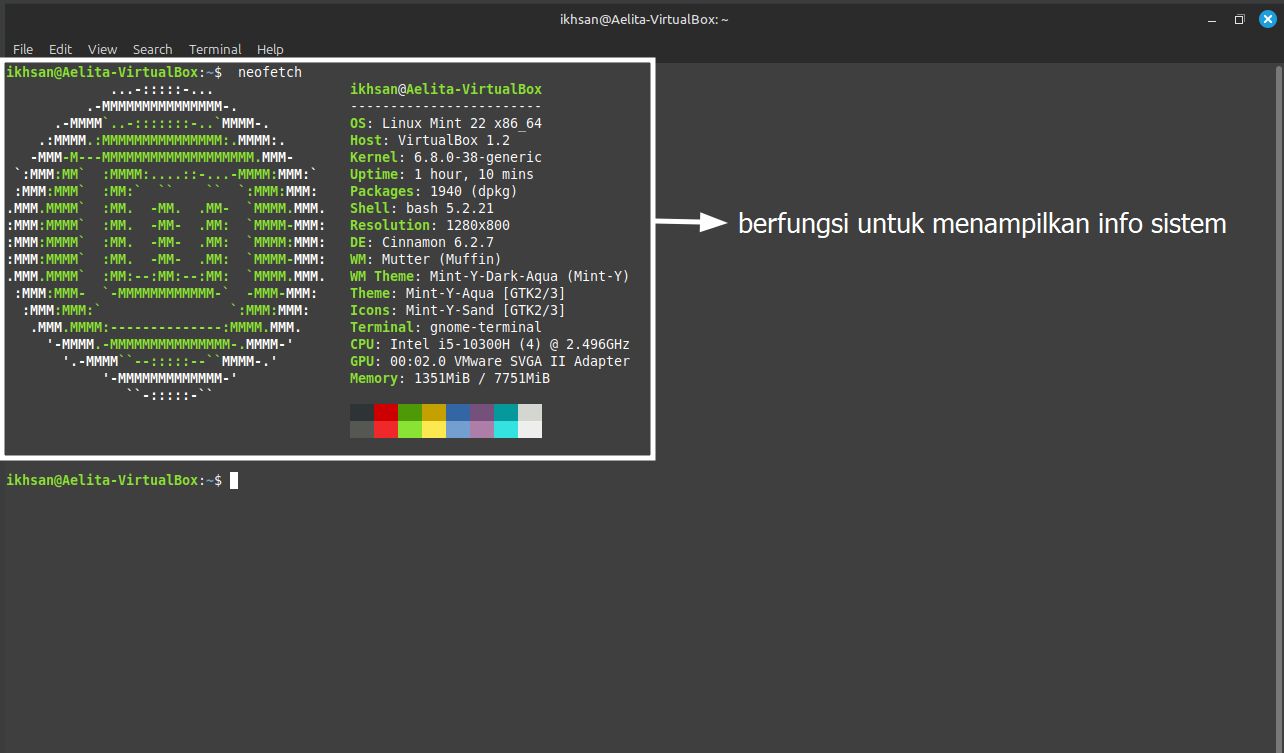 ikhsan@Aelita-VirtualBox: ~
File Edit View Search Terminal Help
ikhsan@Aelita-VirtualBox:~$  neofetch
             ...-:::::-...                 ikhsan@Aelita-VirtualBox
          .-MMMMMMMMMMMMMMM-.              ------------------------
      .-MMMM`..-:::::::-..`MMMM-.          OS: Linux Mint 22 x86_64
    .:MMMM.:MMMMMMMMMMMMMMM:.MMMM:.        Host: VirtualBox 1.2
   -MMM-M---MMMMMMMMMMMMMMMMMMM.MMM-       Kernel: 6.8.0-38-generic
 `:MMM:MM`  :MMMM:....::-...-MMMM:MMM:`    Uptime: 1 hour, 10 mins
 :MMM:MMM`  :MM:`  ``    ``  `:MMM:MMM:    Packages: 1940 (dpkg)
.MMM.MMMM`  :MM.  -MM.  .MM-  `MMMM.MMM.   Shell: bash 5.2.21
:MMM:MMMM`  :MM.  -MM-  .MM:  `MMMM-MMM:   Resolution: 1280x800
:MMM:MMMM`  :MM.  -MM-  .MM:  `MMMM:MMM:   DE: Cinnamon 6.2.7
:MMM:MMMM`  :MM.  -MM-  .MM:  `MMMM-MMM:   WM: Mutter (Muffin)
.MMM.MMMM`  :MM:--:MM:--:MM:  `MMMM.MMM.   WM Theme: Mint-Y-Dark-Aqua (Mint-Y)
 :MMM:MMM-  `-MMMMMMMMMMMM-`  -MMM-MMM:    Theme: Mint-Y-Aqua [GTK2/3]
  :MMM:MMM:`                `:MMM:MMM:     Icons: Mint-Y-Sand [GTK2/3]
   .MMM.MMMM:--------------:MMMM.MMM.      Terminal: gnome-terminal
     '-MMMM.-MMMMMMMMMMMMMMM-.MMMM-'       CPU: Intel i5-10300H (4) @ 2.496GHz
       '.-MMMM``--:::::--``MMMM-.'         GPU: 00:02.0 VMware SVGA II Adapter
            '-MMMMMMMMMMMMM-'              Memory: 1351MiB / 7751MiB
               ``-:::::-``
berfungsi untuk menampilkan info sistem
ikhsan@Aelita-VirtualBox:~$